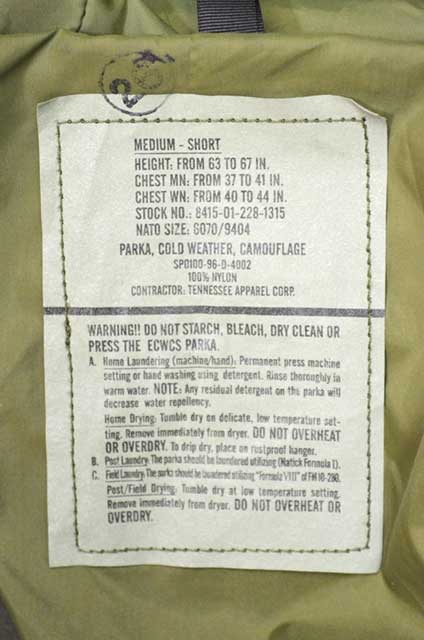 MEDIUM - SHORT
HEIGHT: FROM 63 TO 67 IN.
CHEST MN: FROM 37 TO 41 IN.
CHEST WN: FROM 40 TO 44 IN.
STOCK NO.: 8415-01-228-1315
NATO SIZE: 6070/9404
PARKA, COLD WEATHER, CAMOUFLAGE
SPO100-96-D-4002
100% NYLON
CONTRACTOR: TENNESSEE APPAREL CORP.
WARNING!! DO NOT STARCH, BLEACH, DRY CLEAN OR
PRESS THE ECWCS PARKA.
A. Home Laundering (machine/hand): Permanent press machine
setting or hand washing using detergent. Rinse thoroughly in
warm water. NOTE: Any residual detergent on the parka will
decrease water repellency.
Home Drying: Tumble dry on delicate, low temperature set-
ting. Remove immediately from dryer. DO NOT OVERHEAT
OR OVERDRY. To drip dry, place on rustproof hanger.
B. Post Laundry: The parka should be laundered utilizing (Natick Formula I).
C. Field Laundry: The parka should be laundered utilizing "Formula VIII" of FM 10-280.
Post/Field Drying: Tumble dry at low temperature setting.
Remove immediately from dryer. DO NOT OVERHEAT OR
OVERDRY.